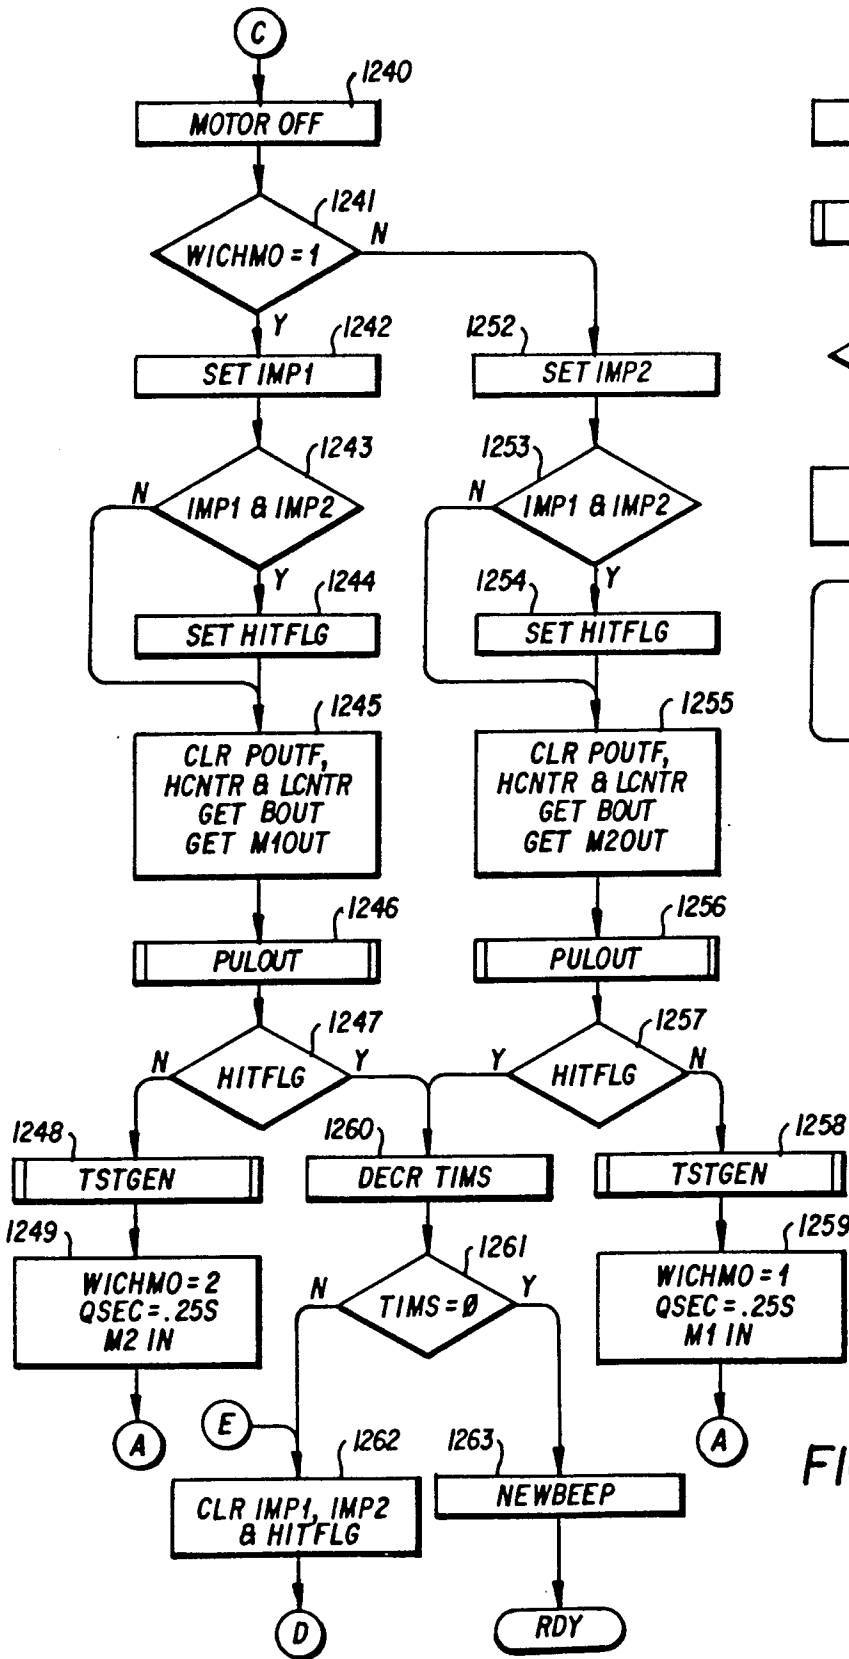 C
1240
MOTOR OFF
1241
WICHMO = 1
N
Y
1242
SET IMP1
1252
SET IMP2
1243
IMP1 & IMP2
N
Y
1253
IMP1 & IMP2
N
Y
1244
SET HITFLG
1254
SET HITFLG
1245
CLR POUTF,
HCNTR & LCNTR
GET BOUT
GET M1OUT
1255
CLR POUTF,
HCNTR & LCNTR
GET BOUT
GET M2OUT
1246
PULOUT
1256
PULOUT
1247
N
HITFLG
Y
1257
Y
HITFLG
N
1248
TSTGEN
1260
DECR TIMS
1258
TSTGEN
1249
WICHMO = 2
QSEC = .25S
M2 IN
1261
N
TIMS = Ø
Y
1259
WICHMO = 1
QSEC = .25S
M1 IN
A
E
A
1262
CLR IMP1, IMP2
& HITFLG
1263
NEWBEEP
D
RDY